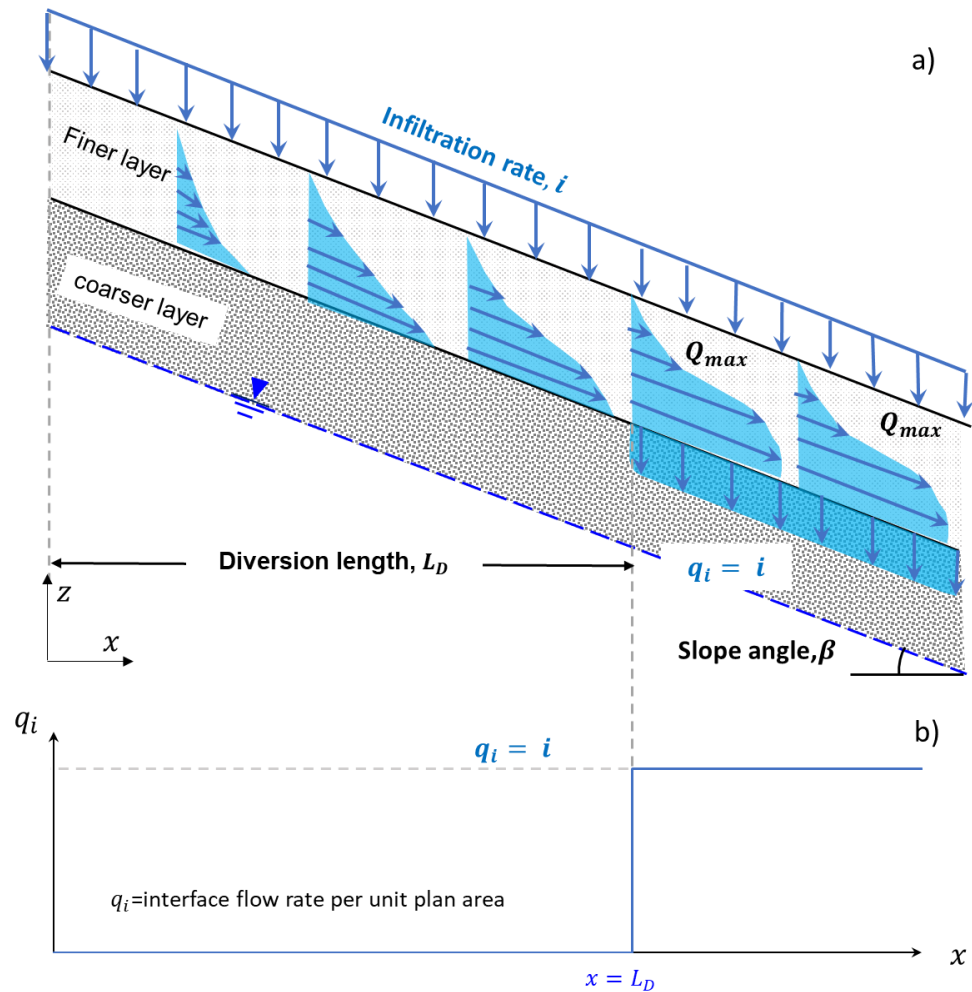 a)
Infiltration rate, i
Finer layer
coarser layer
Q_max
Q_max
Diversion length, L_D
q_i = i
z
x
Slope angle,β
q_i
b)
q_i = i
q_i=interface flow rate per unit plan area
x
x = L_D